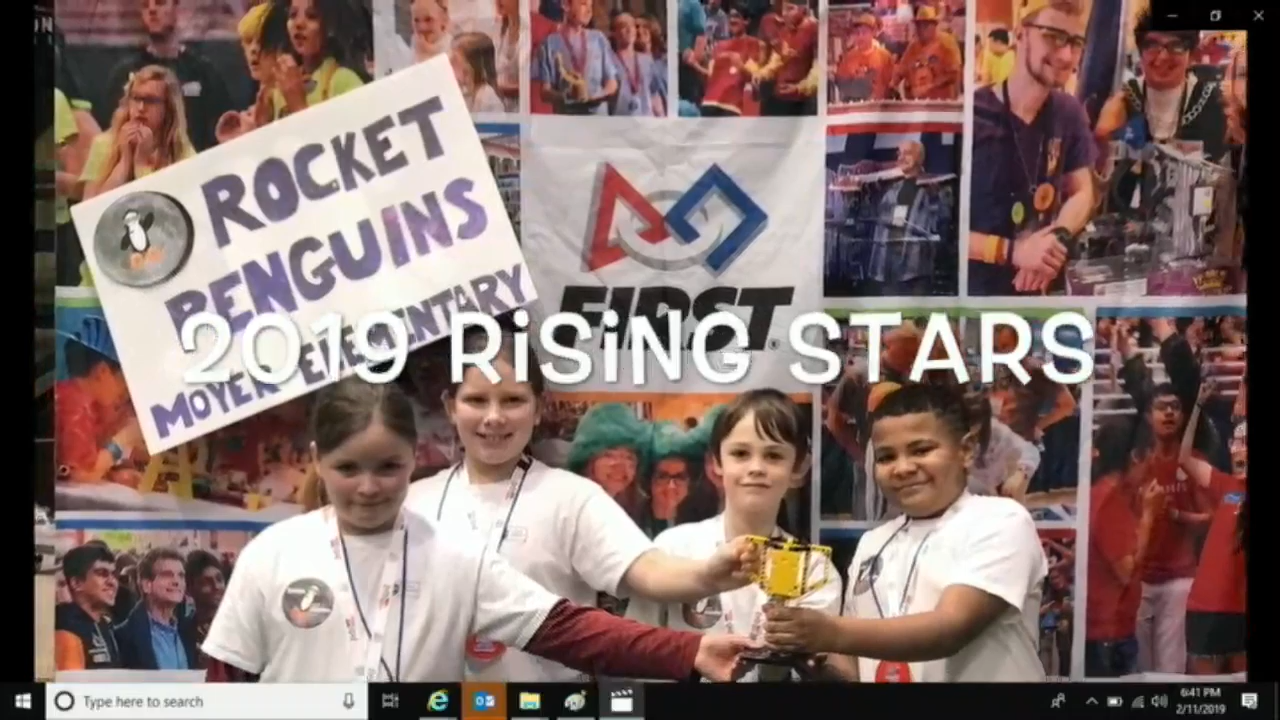 ROCKET
PENGUINS
MOYER ELEMENTARY
FIRST
2019 RiSiNG STARS
Type here to search
6:41 PM
2/11/2019